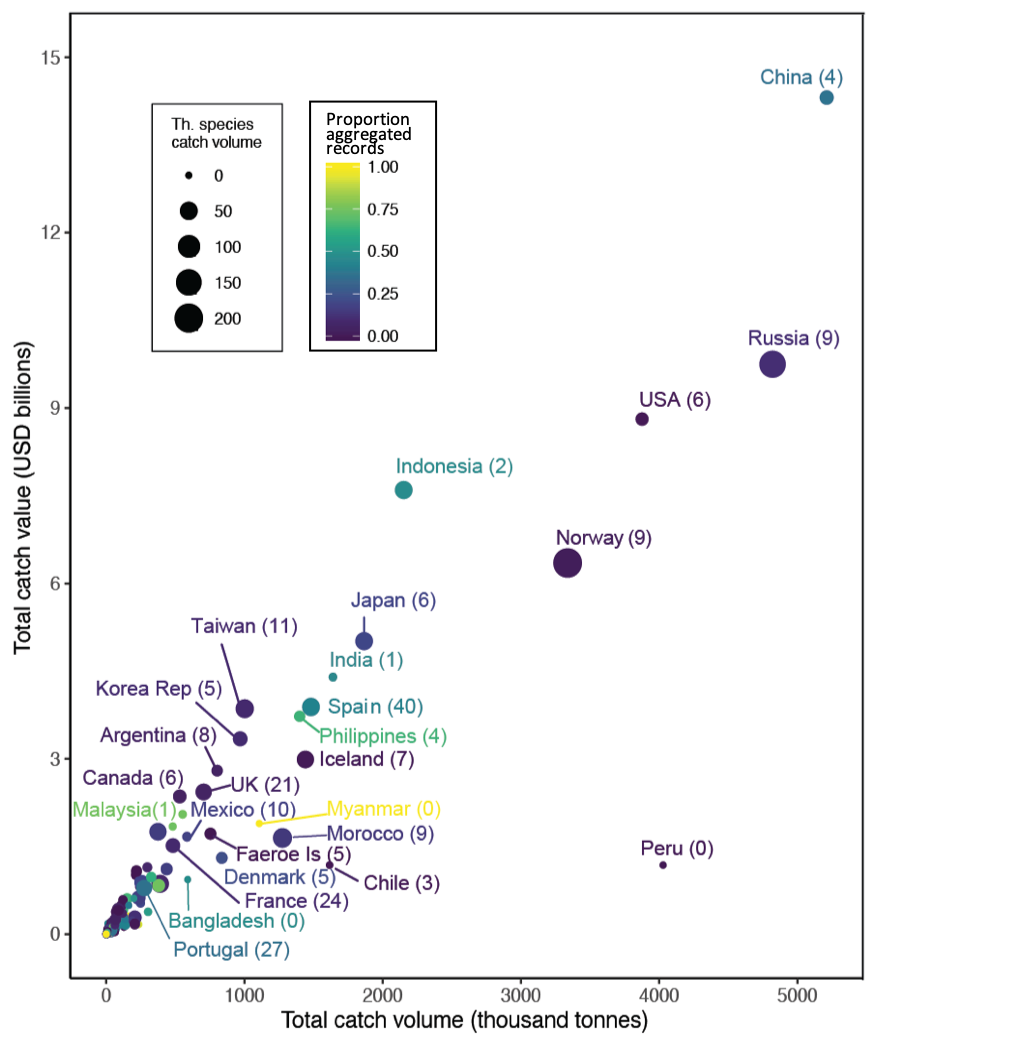 15
China (4)
Th. species
catch volume
0
50
100
150
200
Proportion
aggregated
records
1.00
0.75
0.50
0.25
0.00
12
Russia (9)
9
USA (6)
Indonesia (2)
Norway (9)
6
Japan (6)
Taiwan (11)
India (1)
Korea Rep (5)
Spain (40)
Argentina (8)
Philippines (4)
3
Iceland (7)
Canada (6)
UK (21)
Malaysia(1)
Mexico (10)
Myanmar (0)
Morocco (9)
Faeroe Is (5)
Peru (0)
Denmark (5)
Chile (3)
France (24)
Bangladesh (0)
0
Portugal (27)
0
1000
2000
3000
4000
5000
Total catch volume (thousand tonnes)
Total catch value (USD billions)